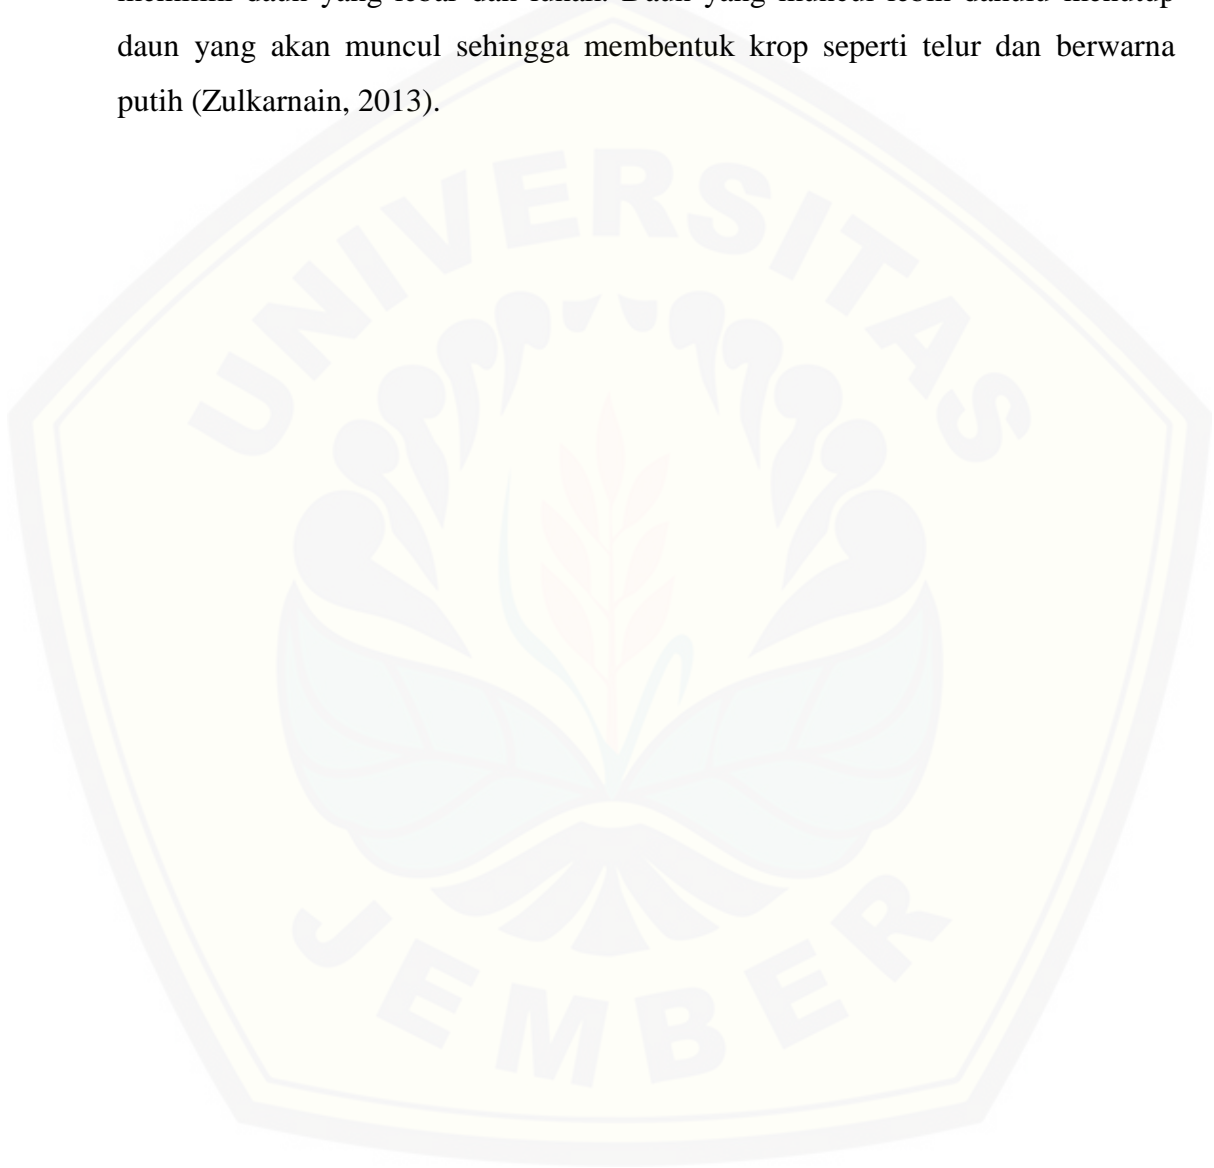 daun yang akan muncul sehingga membentuk krop seperti telur dan berwarna
putih (Zulkarnain, 2013).
UNIVERSITAS
JEMBER